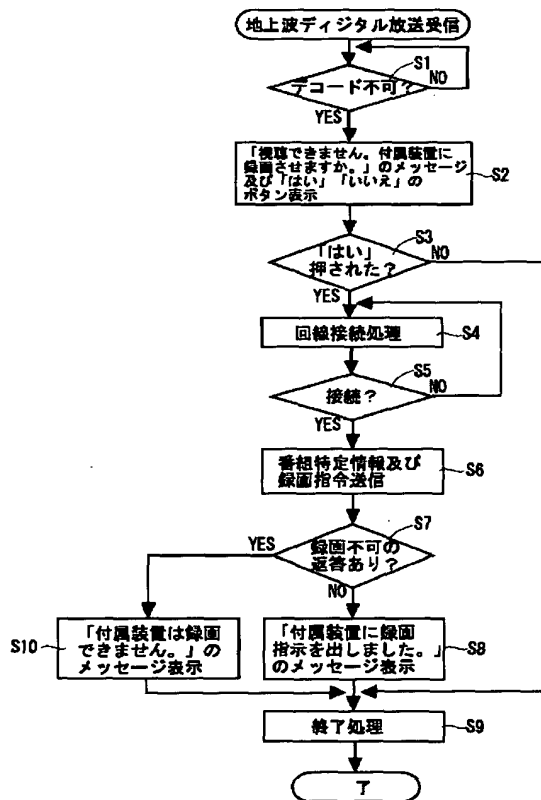 地上波ディジタル放送受信
S1
デコード不可?
NO
YES
「視聴できません。付属装置に
録画させますか。」のメッセージ
及び「はい」「いいえ」の
ボタン表示
S2
S3
「はい」
押された?
NO
YES
回線接続処理
S4
S5
接続?
NO
YES
番組特定情報及び
録画指令送信
S6
S7
録画不可の
返答あり?
YES
NO
S10
「付属装置は録画
できません。」の
メッセージ表示
「付属装置に録画
指示を出しました。」
のメッセージ表示
S8
終了処理
S9
了